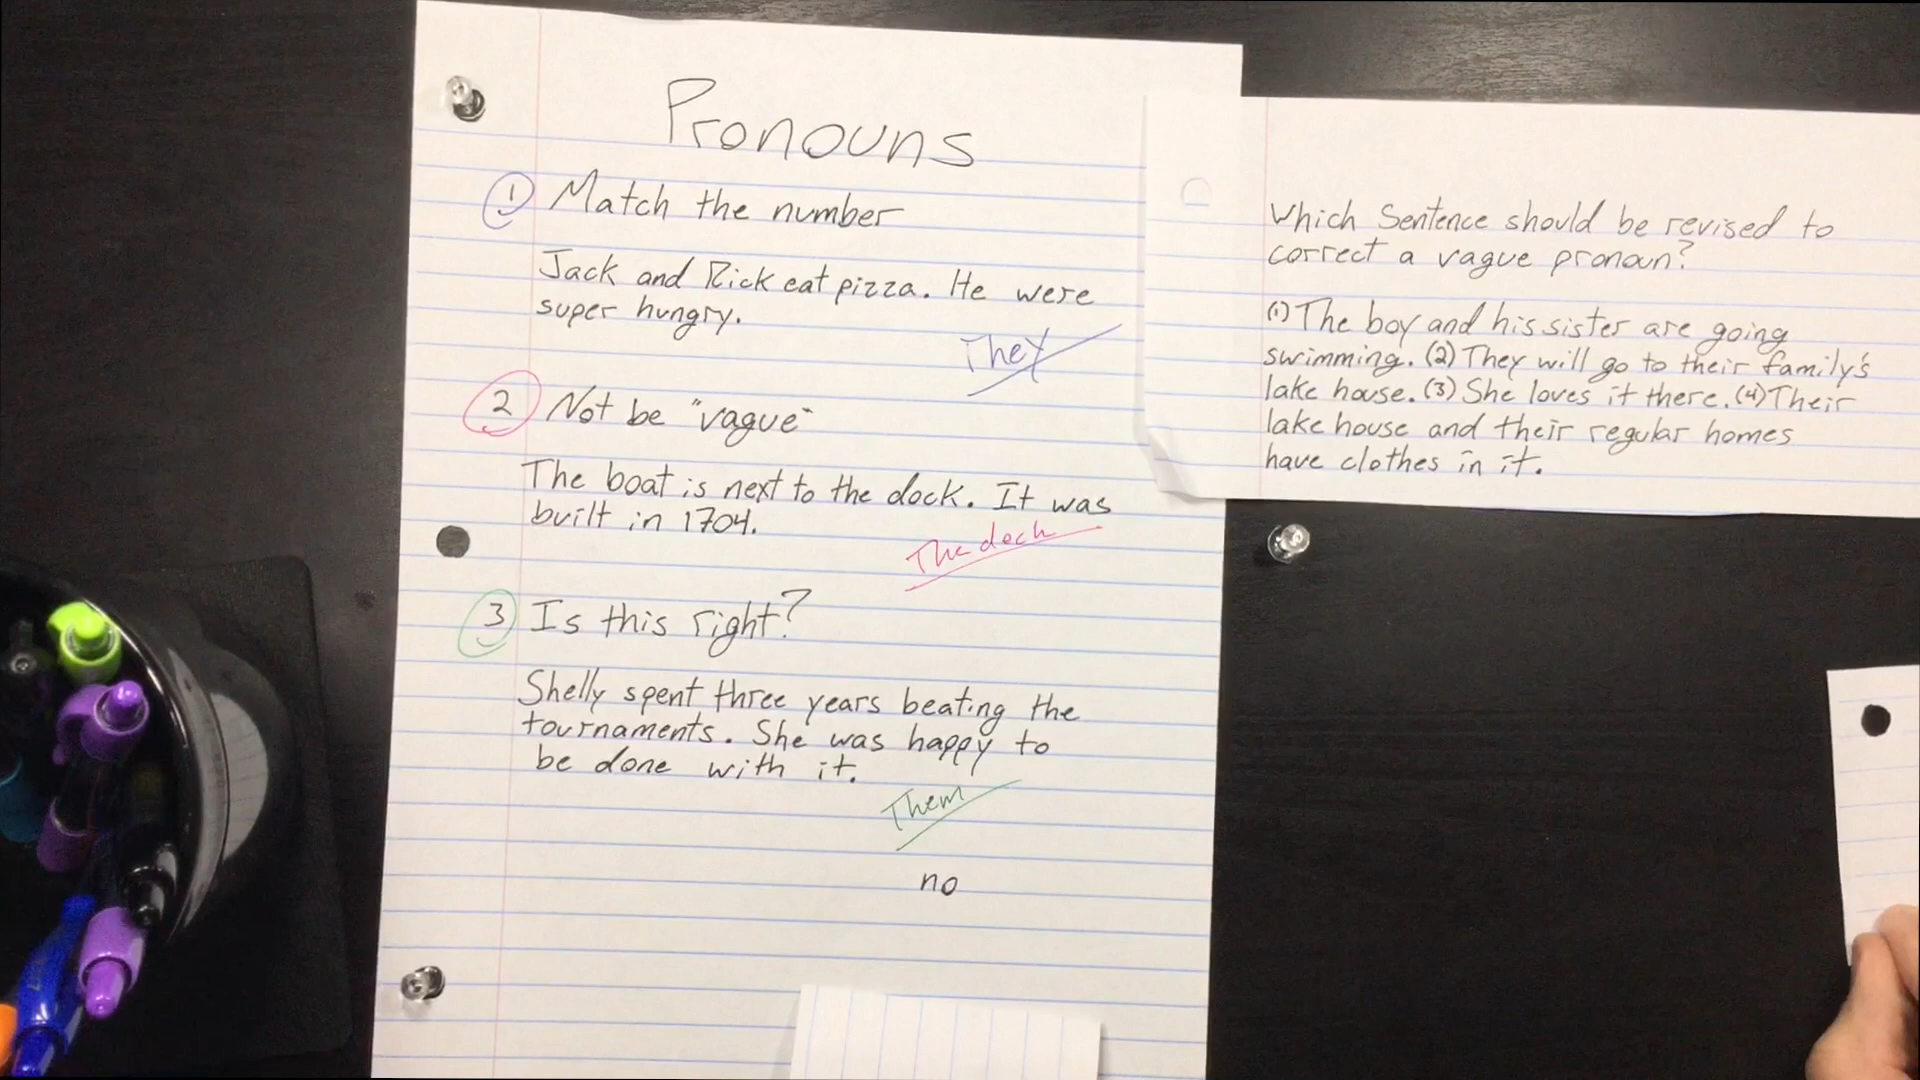 Pronouns
1 Match the number
Jack and Rick eat pizza. He were
super hungry.
They
2 Not be "vague"
The boat is next to the dock. It was
built in 1704.
The dock
3 Is this right?
Shelly spent three years beating the
tournaments. She was happy to
be done with it.
Them
no
Which Sentence should be revised to
correct a vague pronoun?
(1) The boy and his sister are going
swimming. (2) They will go to their family's
lake house. (3) She loves it there. (4) Their
lake house and their regular homes
have clothes in it.